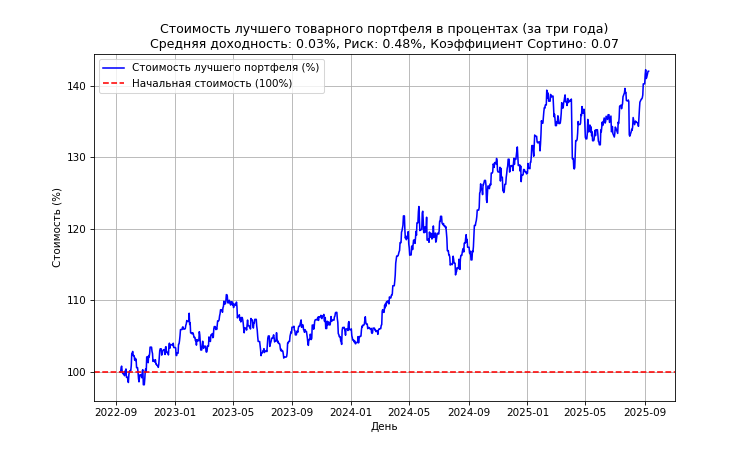 Стоимость лучшего товарного портфеля в процентах (за три года)
Средняя доходность: 0.03%, Риск: 0.48%, Коэффициент Сортино: 0.07
Стоимость лучшего портфеля (%)
Начальная стоимость (100%)
Стоимость (%)
140
130
120
110
100
2022-09 2023-01 2023-05 2023-09 2024-01 2024-05 2024-09 2025-01 2025-05 2025-09
День